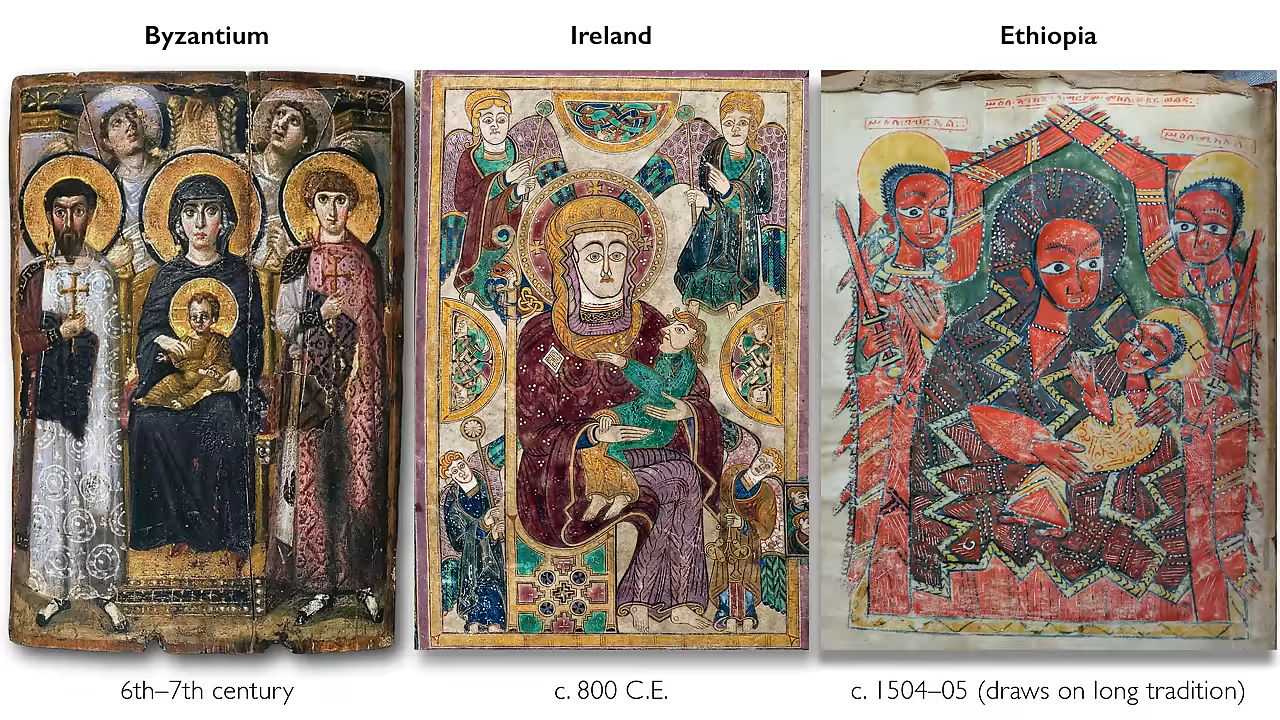 Byzantium
Ireland
Ethiopia
6th–7th century
c. 800 C.E.
c. 1504–05 (draws on long tradition)